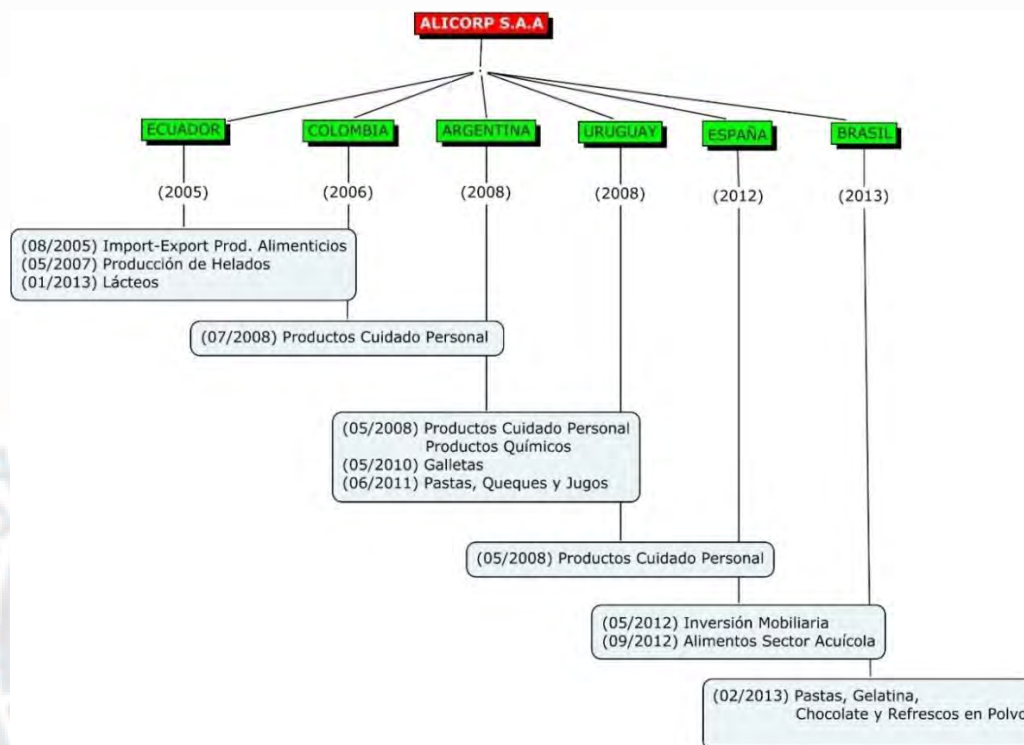 ALICORP S.A.A
ECUADOR
COLOMBIA
ARGENTINA
URUGUAY
ESPAÑA
BRASIL
(2005)
(2006)
(2008)
(2008)
(2012)
(2013)
(08/2005) Import-Export Prod. Alimenticios
(05/2007) Producción de Helados
(01/2013) Lácteos
(07/2008) Productos Cuidado Personal
(05/2008) Productos Cuidado Personal
Productos Químicos
(05/2010) Galletas
(06/2011) Pastas, Queques y Jugos
(05/2008) Productos Cuidado Personal
(05/2012) Inversión Mobiliaria
(09/2012) Alimentos Sector Acuícola
(02/2013) Pastas, Gelatina,
Chocolate y Refrescos en Polvo